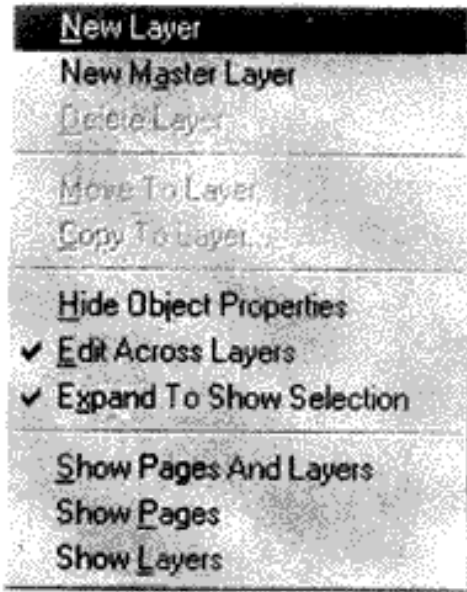 New Layer
New Master Layer
Delete Layer
Move To Layer...
Copy To Layer...
Hide Object Properties
✔ Edit Across Layers
✔ Expand To Show Selection
Show Pages And Layers
Show Pages
Show Layers